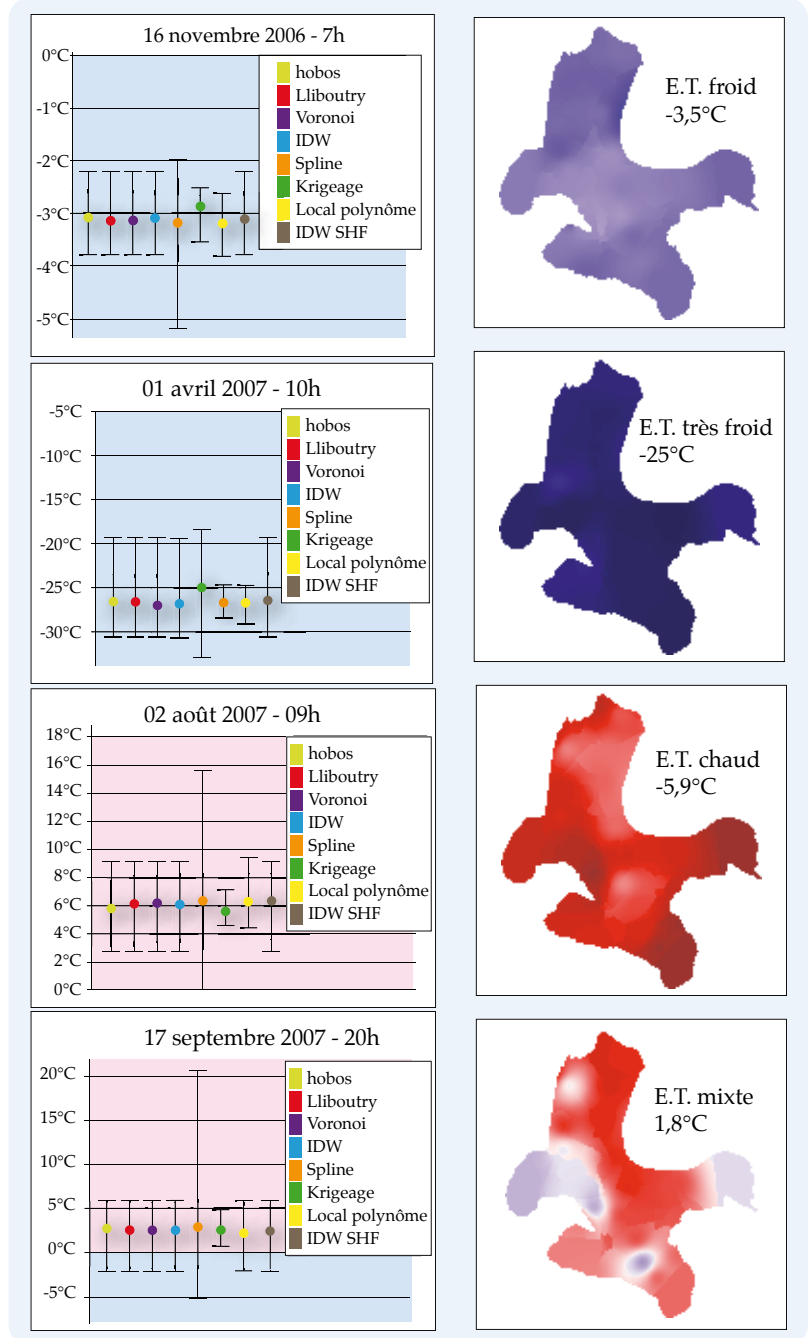 16 novembre 2006 - 7h
0°C
-1°C
-2°C
-3°C
-4°C
-5°C
hobos
Lliboutry
Voronoi
IDW
Spline
Krigeage
Local polynôme
IDW SHF
E.T. froid
-3,5°C
01 avril 2007 - 10h
-5°C
-10°C
-15°C
-20°C
-25°C
-30°C
hobos
Lliboutry
Voronoi
IDW
Spline
Krigeage
Local polynôme
IDW SHF
E.T. très froid
-25°C
02 août 2007 - 09h
18°C
16°C
14°C
12°C
10°C
8°C
6°C
4°C
2°C
0°C
hobos
Lliboutry
Voronoi
IDW
Spline
Krigeage
Local polynôme
IDW SHF
E.T. chaud
-5,9°C
17 septembre 2007 - 20h
20°C
15°C
10°C
5°C
0°C
-5°C
hobos
Lliboutry
Voronoi
IDW
Spline
Krigeage
Local polynôme
IDW SHF
E.T. mixte
1,8°C